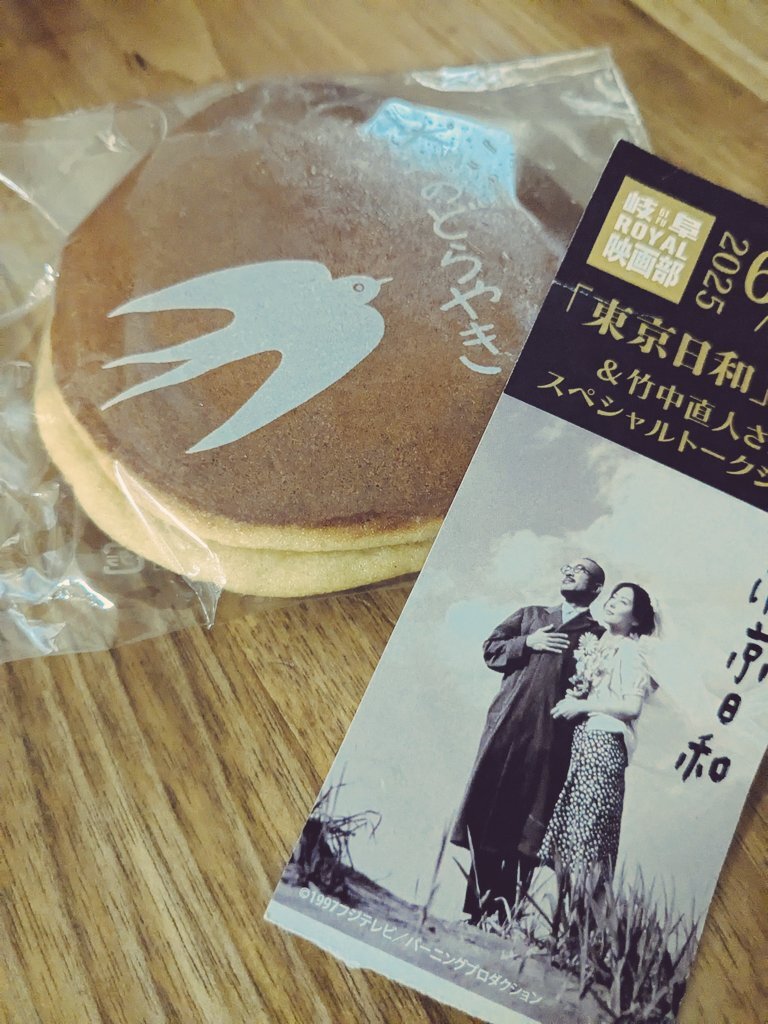 のどらやき
岐阜
ROYAL
映画部
2025
6/
「東京日和」
&竹中直人さ
スペシャルトークシ
京日和
©1997フジテレビ/バーニングプロダクション